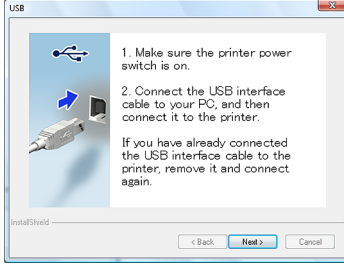 USB
1. Make sure the printer power
switch is on.
2. Connect the USB interface
cable to your PC, and then
connect it to the printer.
If you have already connected
the USB interface cable to the
printer, remove it and connect
again.
InstallShield
< Back
Next >
Cancel